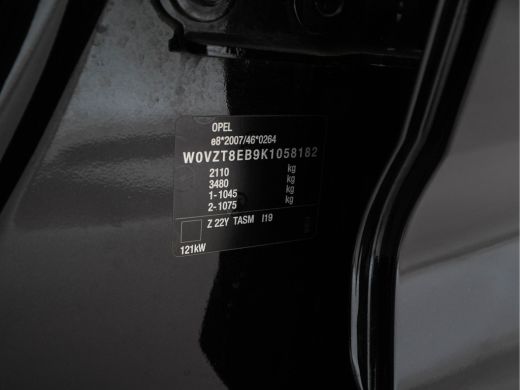 OPEL
e8*2007/46*0264
W0VZT8EB9K1058182
2110 kg
3480 kg
1-1045 kg
2-1075 kg
Z 22Y TASM I19
121kW